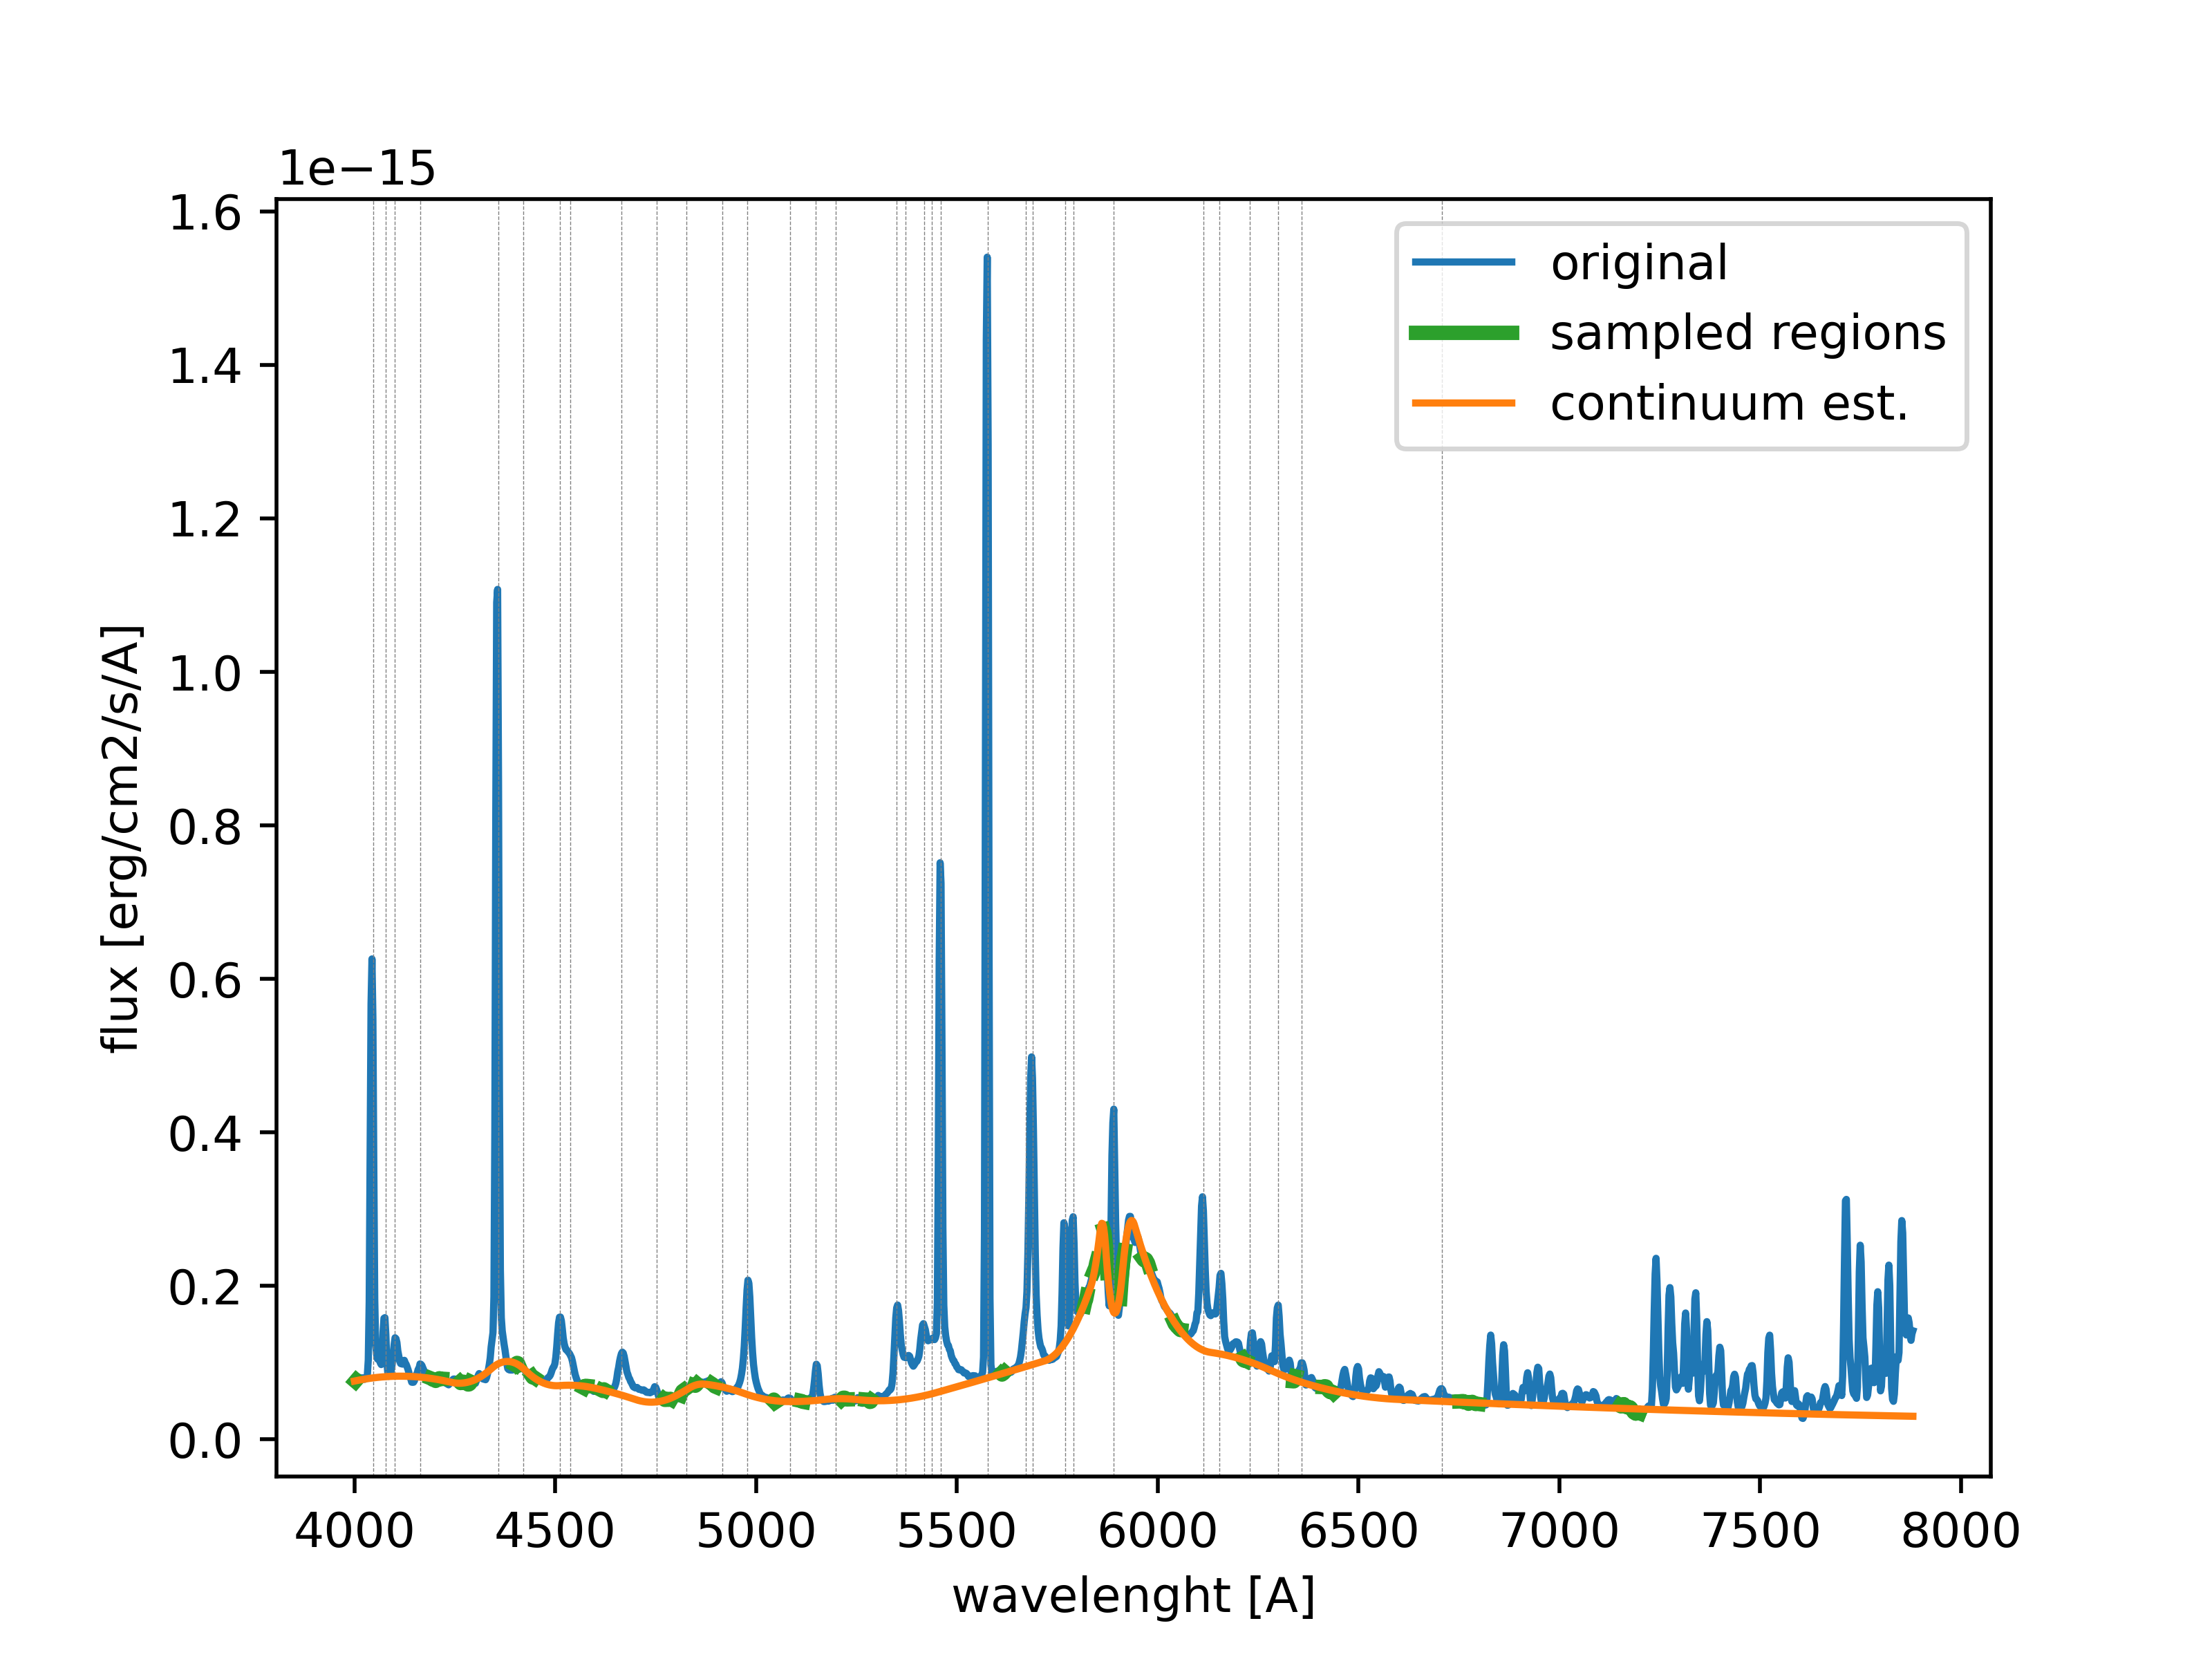 1e−15
1.6
1.4
1.2
1.0
0.8
0.6
0.4
0.2
0.0
flux [erg/cm2/s/A]
original
sampled regions
continuum est.
4000 4500 5000 5500 6000 6500 7000 7500 8000
wavelenght [A]